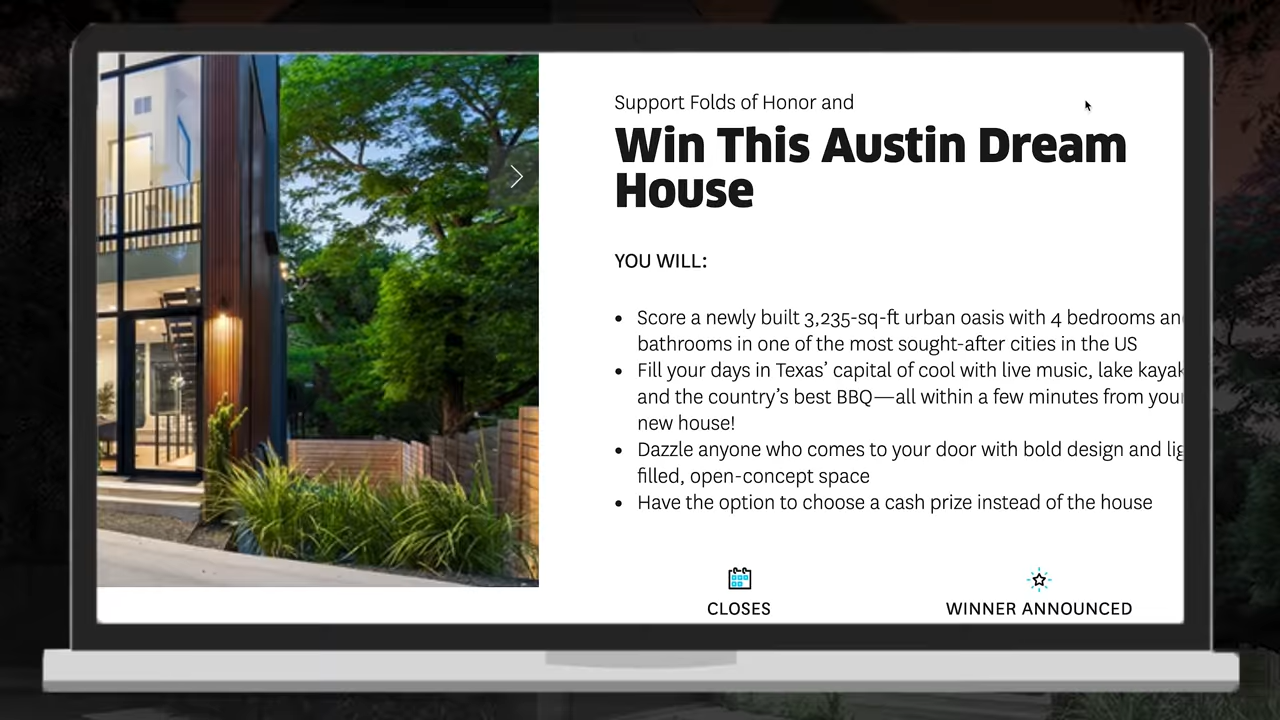 Support Folds of Honor and
Win This Austin Dream
House
YOU WILL:
• Score a newly built 3,235-sq-ft urban oasis with 4 bedrooms
bathrooms in one of the most sought-after cities in the US
• Fill your days in Texas’ capital of cool with live music, lake
and the country’s best BBQ—all within a few minutes from
new house!
• Dazzle anyone who comes to your door with bold design and
filled, open-concept space
• Have the option to choose a cash prize instead of the house
CLOSES
WINNER ANNOUNCED